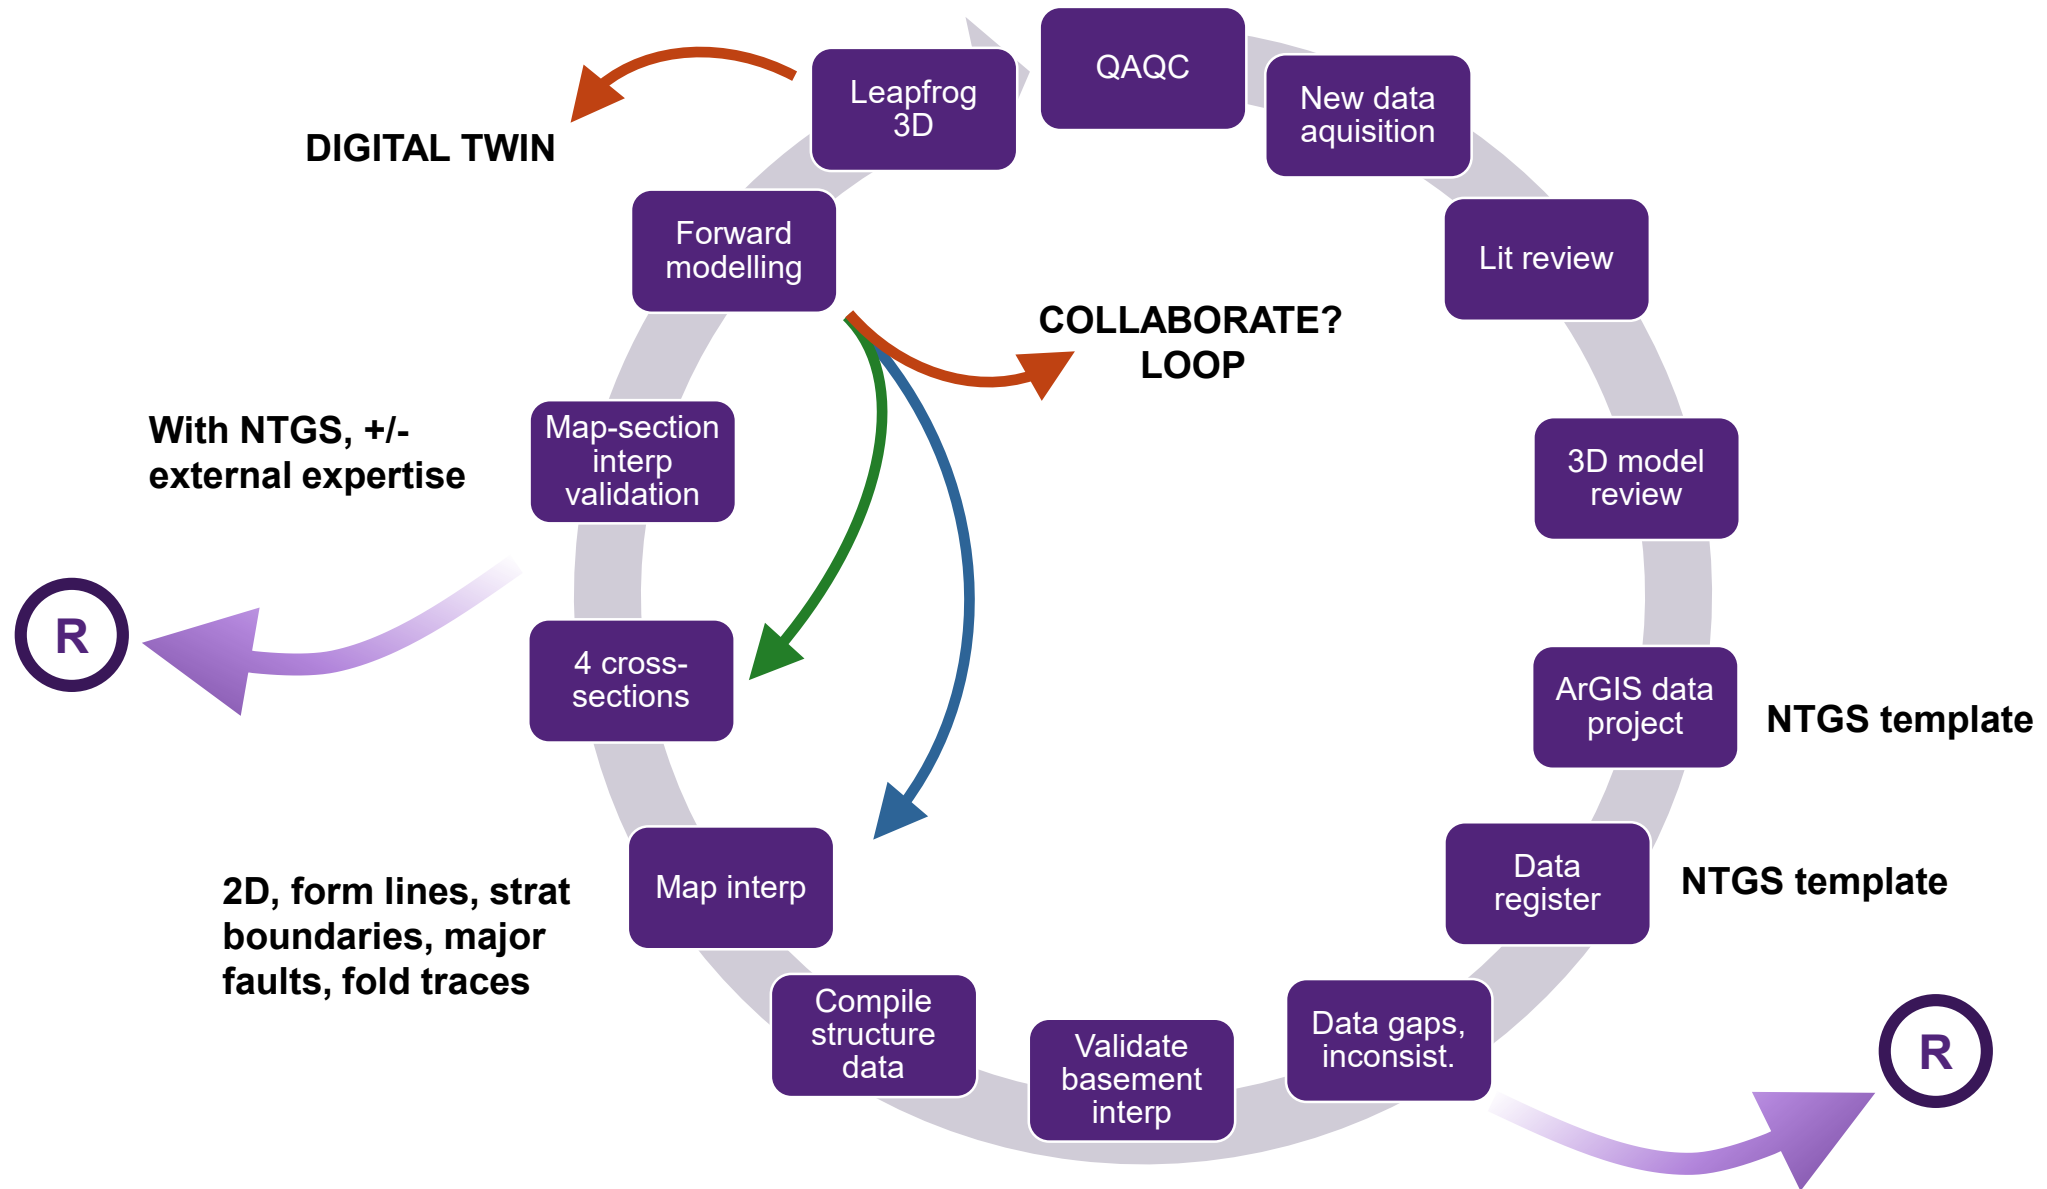 QAQC
New data
aquisition
Lit review
3D model
review
ArGIS data
project
NTGS template
Data
register
NTGS template
Data gaps,
inconsist.
R
Validate
basement
interp
Compile
structure
data
Map interp
2D, form lines, strat
boundaries, major
faults, fold traces
4 cross-
sections
R
Map-section
interp
validation
With NTGS, +/-
external expertise
Forward
modelling
COLLABORATE?
LOOP
Leapfrog
3D
DIGITAL TWIN